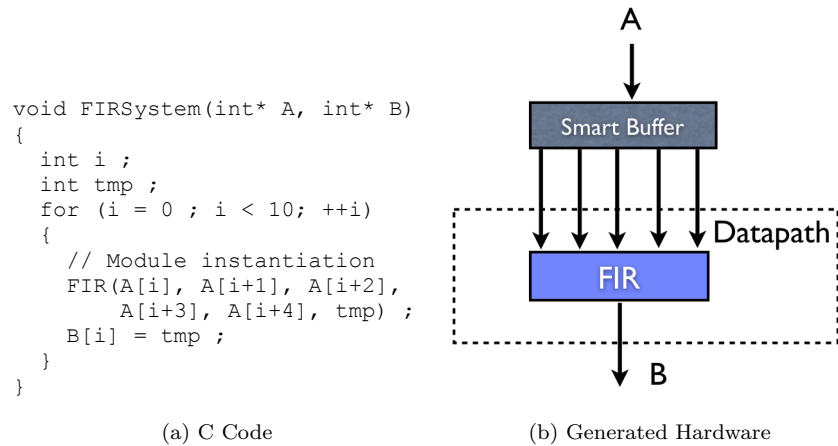 void FIRSystem(int* A, int* B)
{
int i ;
int tmp ;
for (i = 0 ; i < 10; ++i)
{
// Module instantiation
FIR(A[i], A[i+1], A[i+2],
A[i+3], A[i+4], tmp) ;
B[i] = tmp ;
}
}
(a) C Code
A
Smart Buffer
Datapath
FIR
B
(b) Generated Hardware